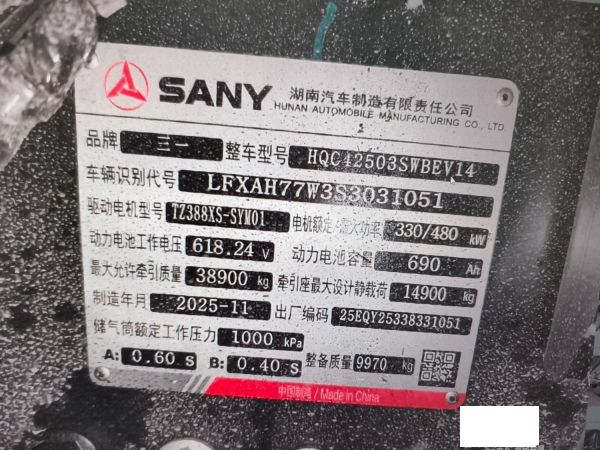 SANY 湖南汽车制造有限责任公司
HUNAN AUTOMOBILE MANUFACTURING CO., LTD.
品牌 三一 整车型号 HQC42503SWBEV14
车辆识别代号 LFXAH77W3S3031051
驱动电机型号 TZ388XS-SYM01 电机额定/最大功率 330/480 kW
动力电池工作电压 618.24 V 动力电池容量 690 Ah
最大允许牵引质量 38900 kg 牵引座最大设计静载荷 14900 kg
制造年月 2025-11 出厂编码 25EQY25338331051
储气筒额定工作压力 1000 kPa
A: 0.60 S B: 0.40 S 整备质量 9970 kg
中国制造 / Made in China